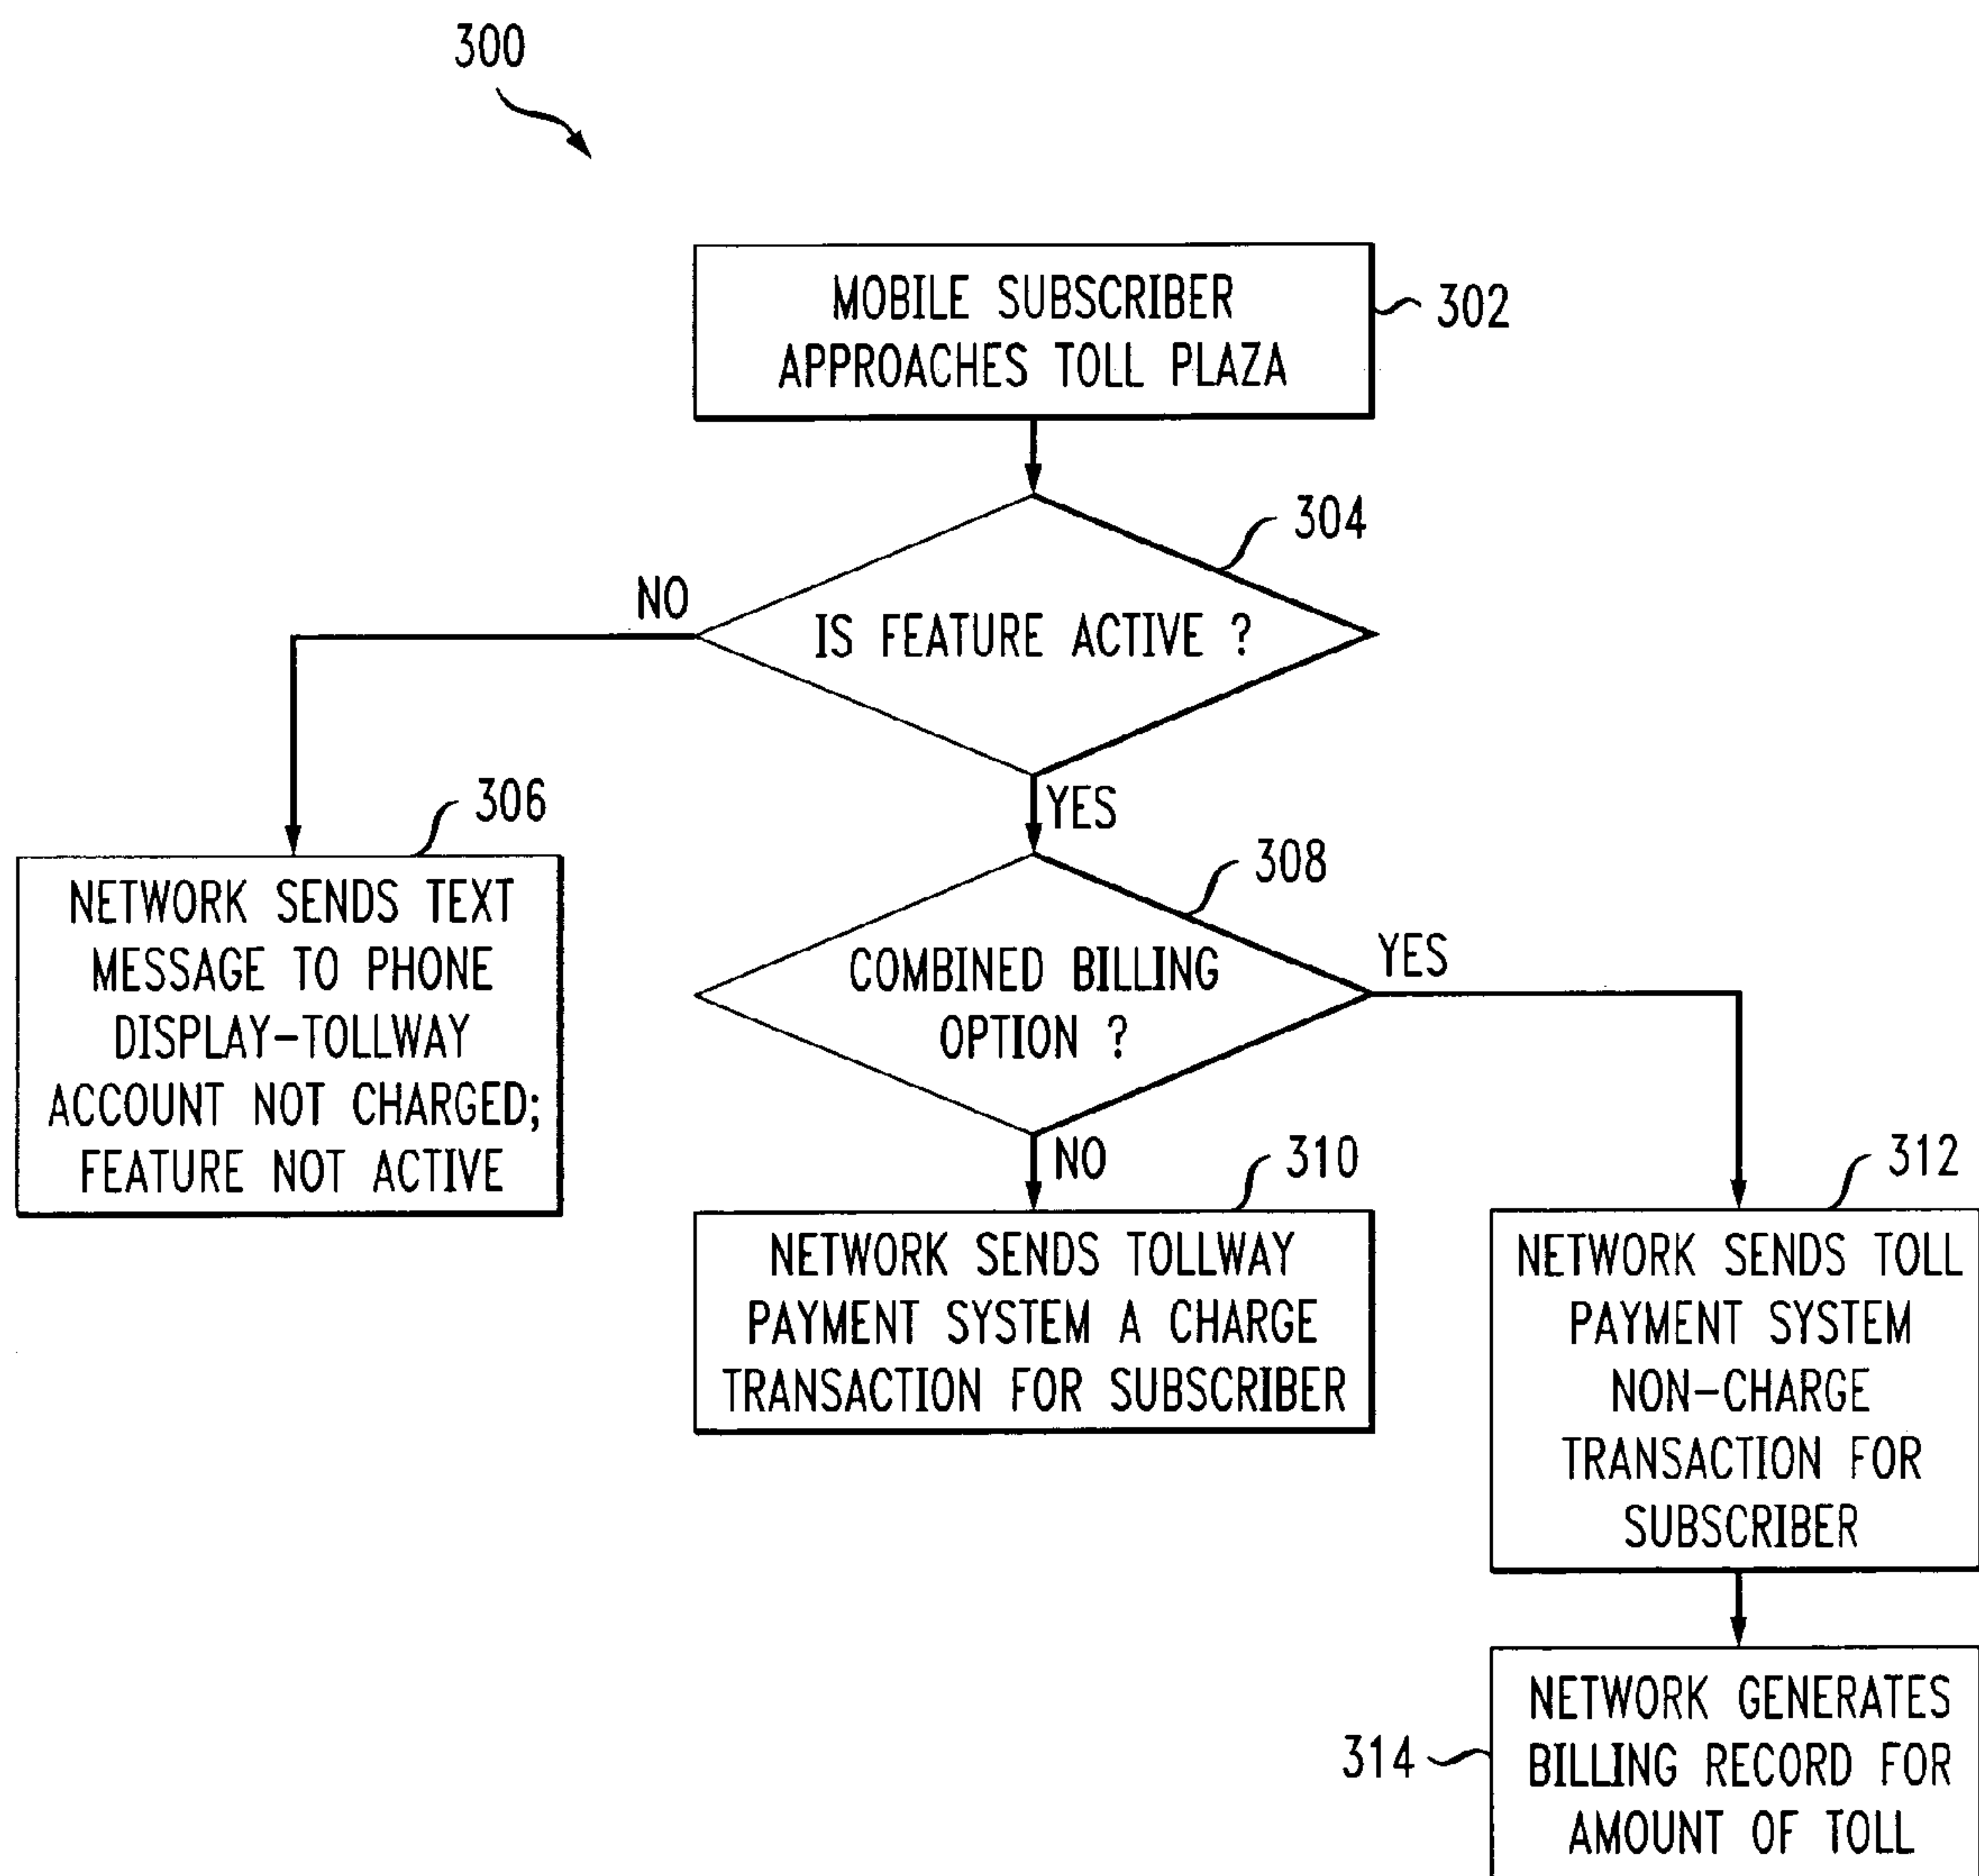 300
MOBILE SUBSCRIBER
APPROACHES TOLL PLAZA
302
304
IS FEATURE ACTIVE ?
NO
YES
306
NETWORK SENDS TEXT
MESSAGE TO PHONE
DISPLAY-TOLLWAY
ACCOUNT NOT CHARGED;
FEATURE NOT ACTIVE
308
COMBINED BILLING
OPTION ?
YES
NO
310
NETWORK SENDS TOLLWAY
PAYMENT SYSTEM A CHARGE
TRANSACTION FOR SUBSCRIBER
312
NETWORK SENDS TOLL
PAYMENT SYSTEM
NON-CHARGE
TRANSACTION FOR
SUBSCRIBER
314
NETWORK GENERATES
BILLING RECORD FOR
AMOUNT OF TOLL